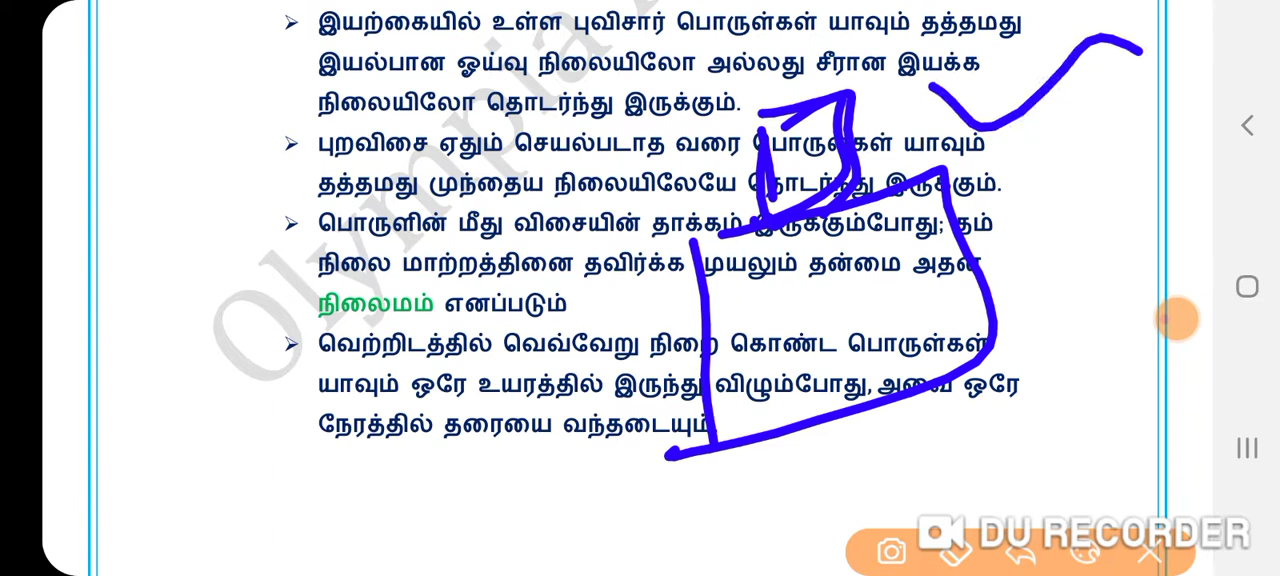 ➢ இயற்கையில் உள்ள புவிசார் பொருள்கள் யாவும் தத்தமது
இயல்பான ஓய்வு நிலையிலோ அல்லது சீரான இயக்க
நிலையிலோ தொடர்ந்து இருக்கும்.
➢ புறவிசை ஏதும் செயல்படாத வரை பொருள்கள் யாவும்
தத்தமது முந்தைய நிலையிலேயே தொடர்ந்து இருக்கும்.
➢ பொருளின் மீது விசையின் தாக்கம் இருக்கும்போது; தம்
நிலை மாற்றத்தினை தவிர்க்க முயலும் தன்மை அதன்
நிலைமம் எனப்படும்
➢ வெற்றிடத்தில் வெவ்வேறு நிறை கொண்ட பொருள்கள்
யாவும் ஒரே உயரத்தில் இருந்து விழும்போது, அவை ஒரே
நேரத்தில் தரையை வந்தடையும்.
Olympia
DU RECORDER